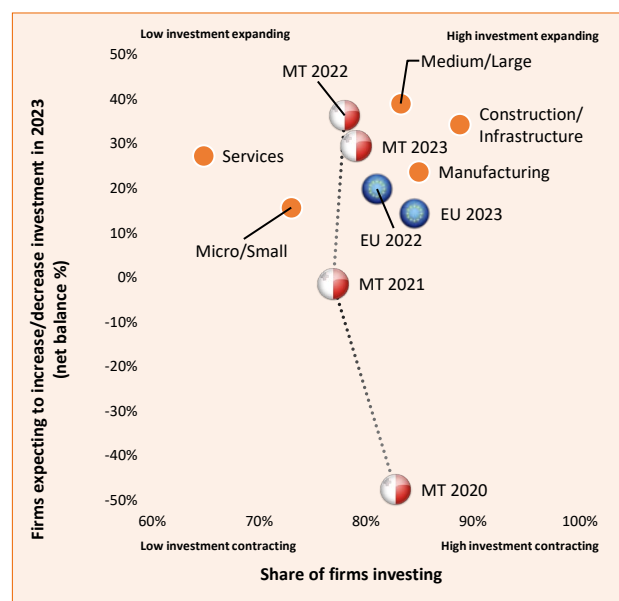 Low investment expanding
High investment expanding
50%
MT 2022
Medium/Large
40%
Construction/
Infrastructure
30%
MT 2023
Services
Manufacturing
20%
EU 2023
10%
EU 2022
Micro/Small
0%
MT 2021
-10%
-20%
-30%
-40%
MT 2020
-50%
60%
70%
80%
90%
100%
Low investment contracting
High investment contracting
Share of firms investing
Firms expecting to increase/decrease investment in 2023
(net balance %)